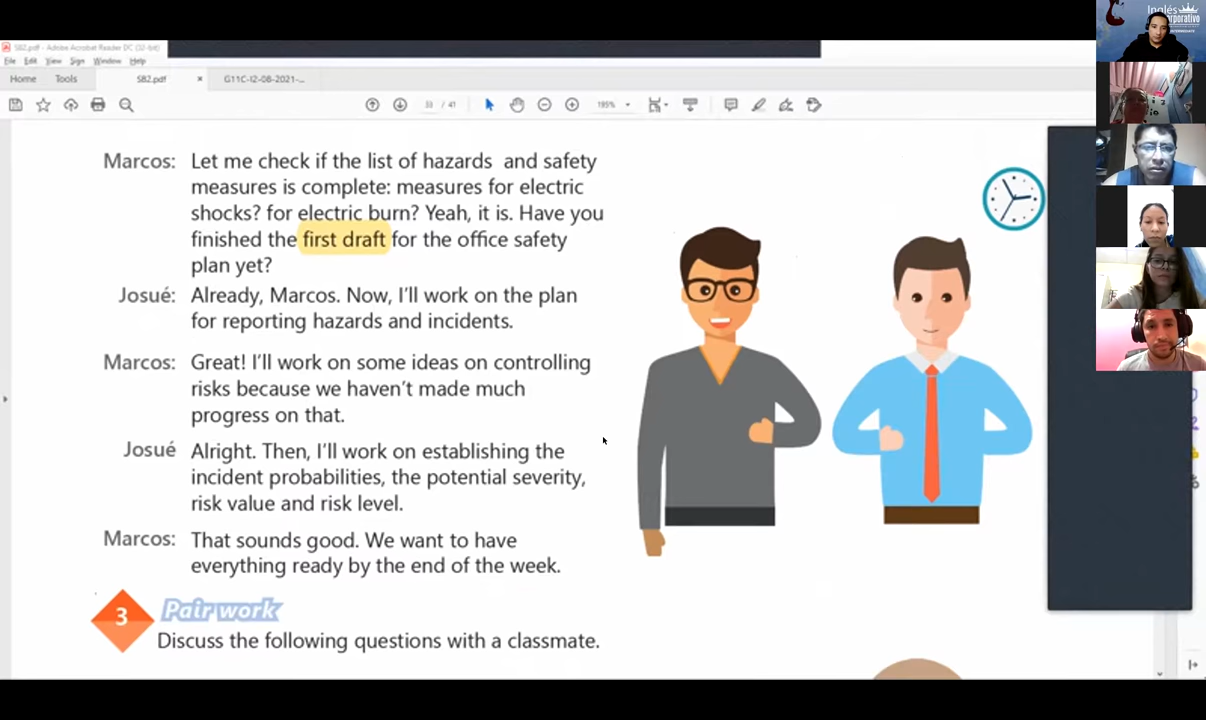 Inglés
corporativo
INTERMEDIATE
SB2.pdf - Adobe Acrobat Reader DC (32-bit)
File Edit View Sign Window Help
Home Tools SB2.pdf × G11C-I2-08-2021-...
33 / 41 195%
Marcos: Let me check if the list of hazards and safety
measures is complete: measures for electric
shocks? for electric burn? Yeah, it is. Have you
finished the first draft for the office safety
plan yet?
Josué: Already, Marcos. Now, I'll work on the plan
for reporting hazards and incidents.
Marcos: Great! I'll work on some ideas on controlling
risks because we haven't made much
progress on that.
Josué Alright. Then, I'll work on establishing the
incident probabilities, the potential severity,
risk value and risk level.
Marcos: That sounds good. We want to have
everything ready by the end of the week.
3 Pair work
Discuss the following questions with a classmate.